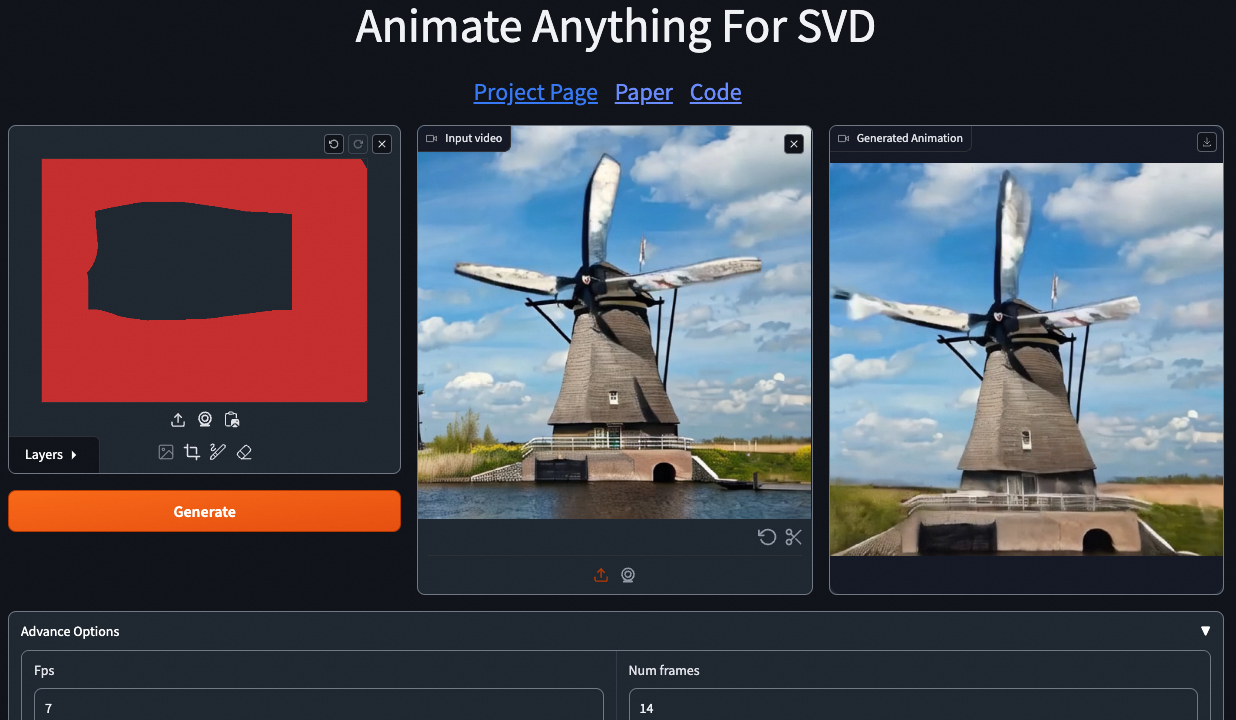 Animate Anything For SVD
Project Page Paper Code
Input video
Generated Animation
Layers
Generate
Advance Options
Fps
Num frames
7
14